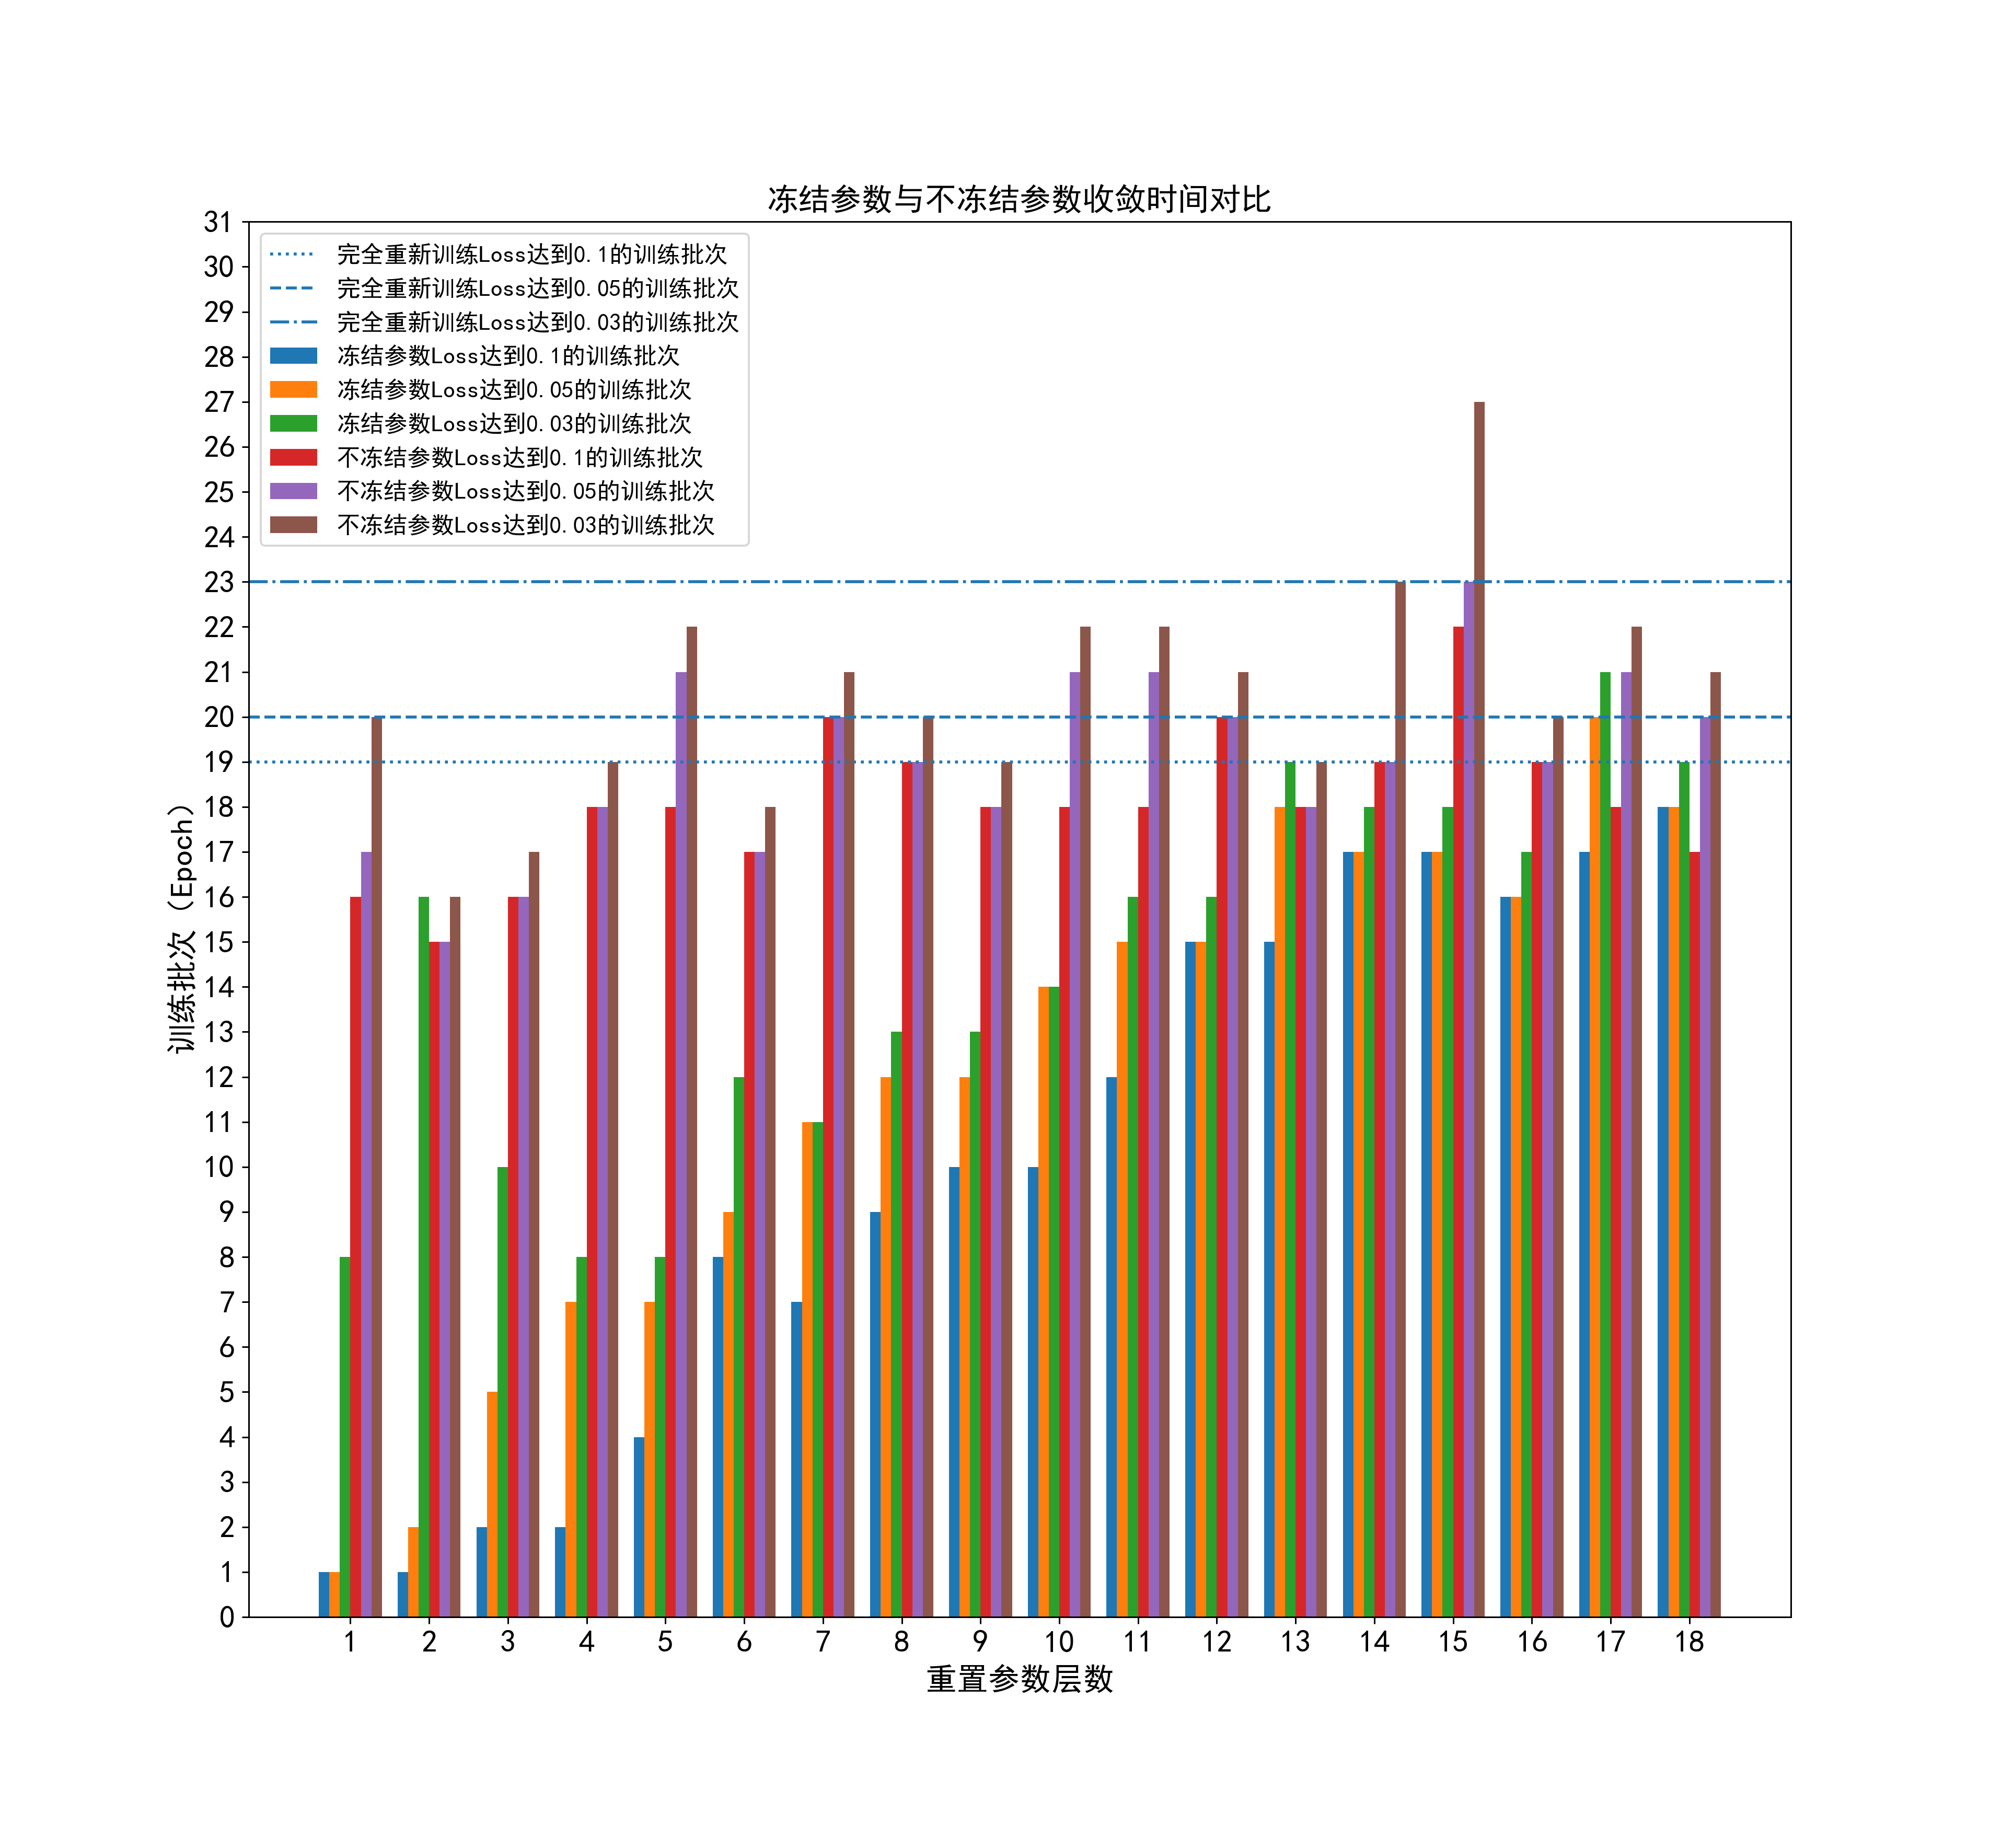 冻结参数与不冻结参数收敛时间对比
完全重新训练Loss达到0.1的训练批次
完全重新训练Loss达到0.05的训练批次
完全重新训练Loss达到0.03的训练批次
冻结参数Loss达到0.1的训练批次
冻结参数Loss达到0.05的训练批次
冻结参数Loss达到0.03的训练批次
不冻结参数Loss达到0.1的训练批次
不冻结参数Loss达到0.05的训练批次
不冻结参数Loss达到0.03的训练批次
训练批次（Epoch）
31
30
29
28
27
26
25
24
23
22
21
20
19
18
17
16
15
14
13
12
11
10
9
8
7
6
5
4
3
2
1
0
1 2 3 4 5 6 7 8 9 10 11 12 13 14 15 16 17 18
重置参数层数